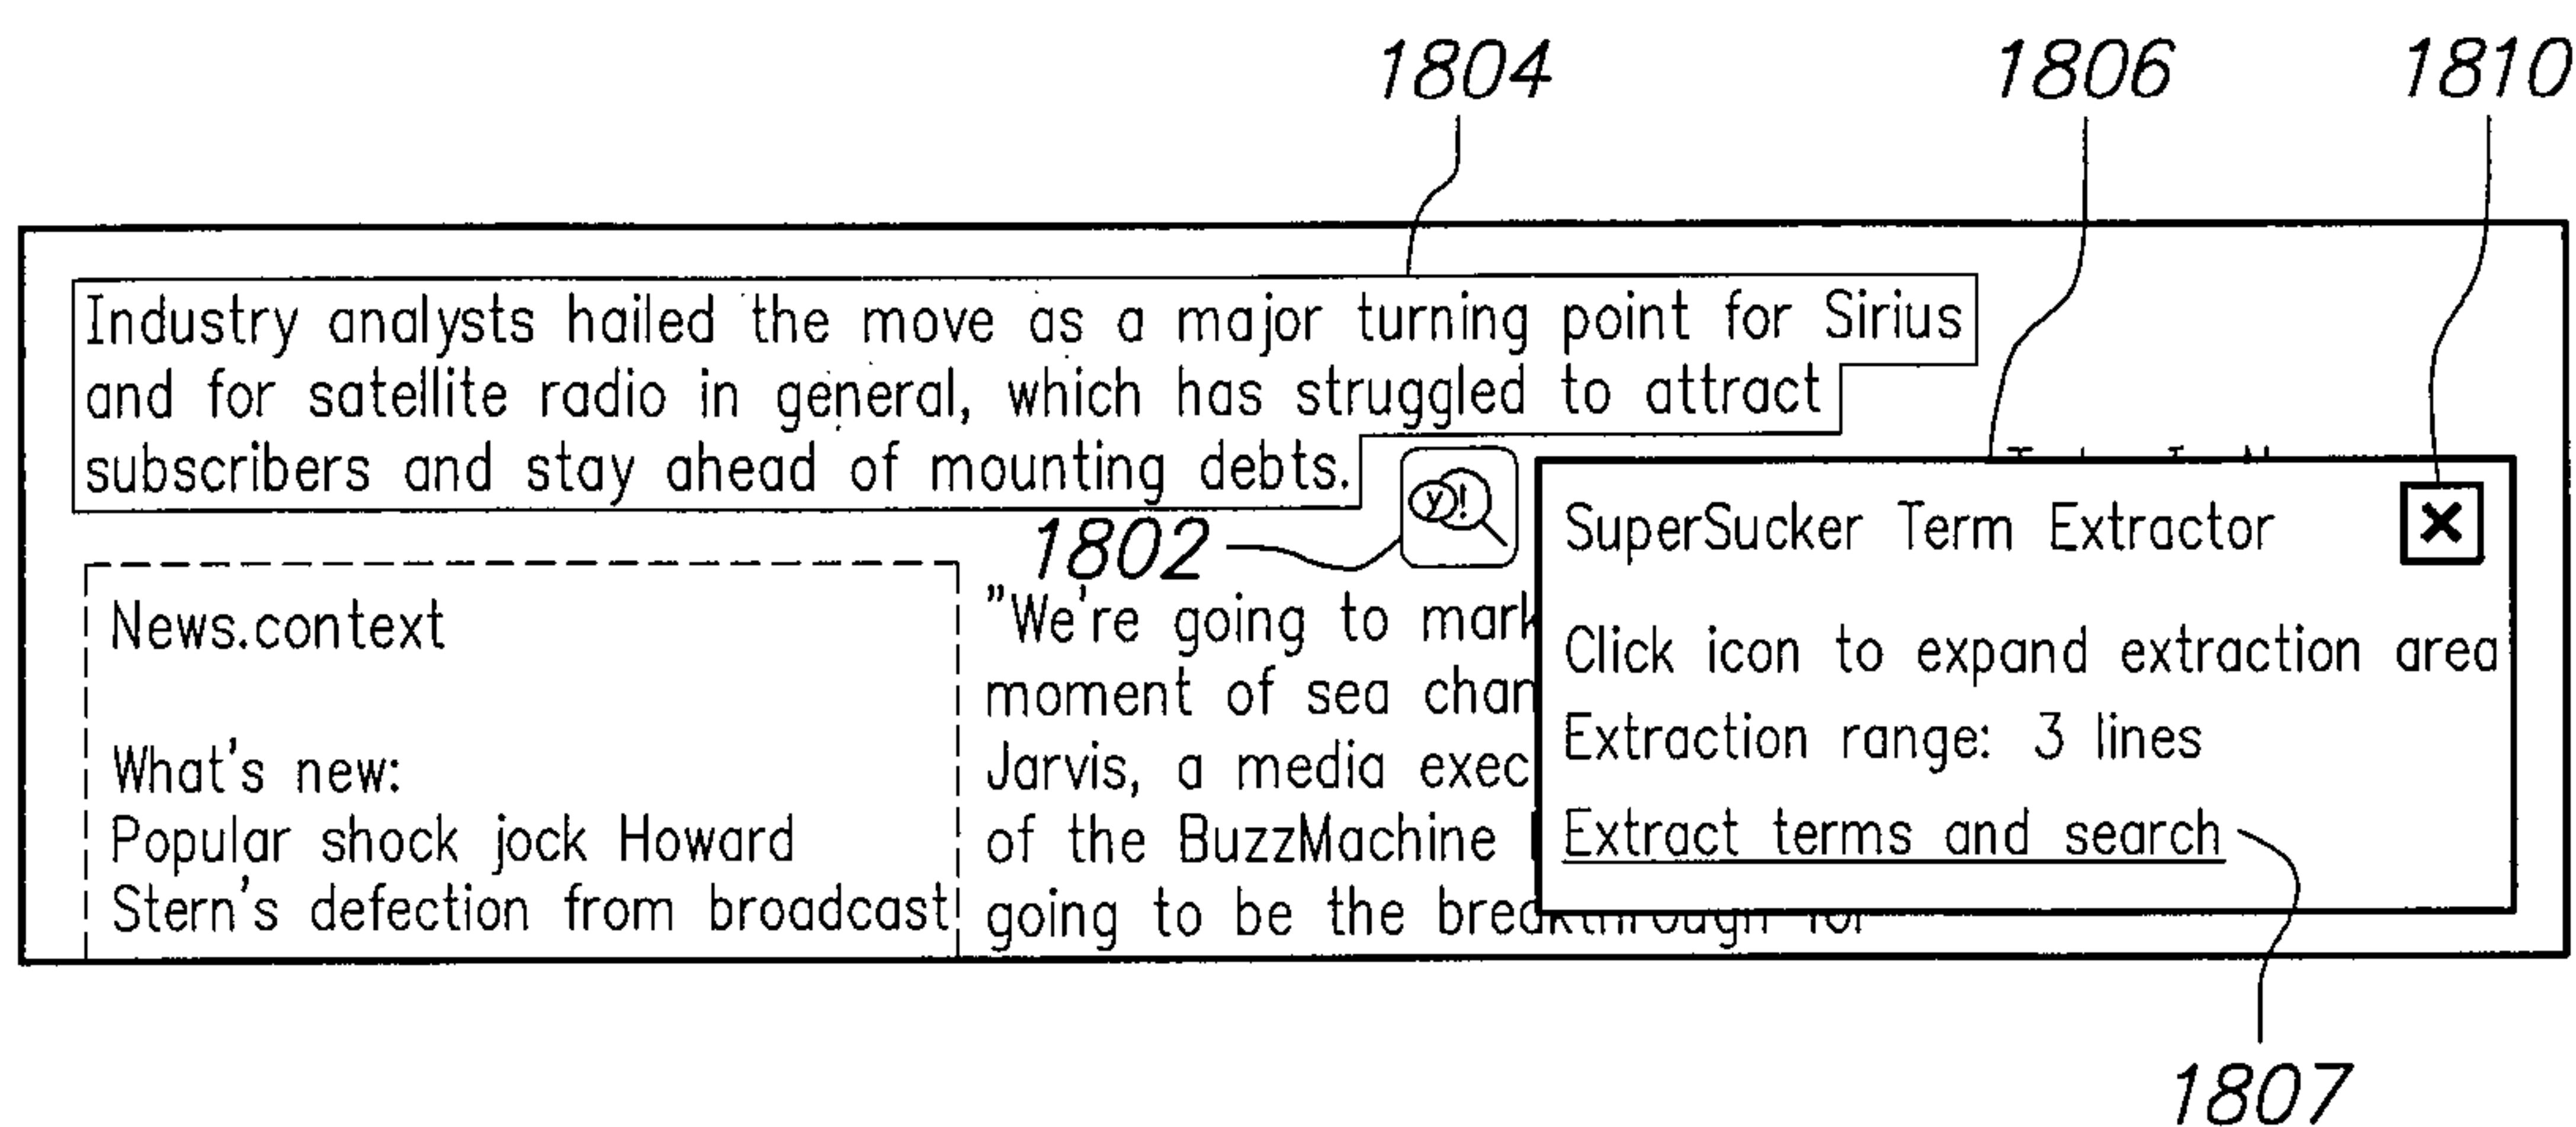 1804 1806 1810
Industry analysts hailed the move as a major turning point for Sirius
and for satellite radio in general, which has struggled to attract
subscribers and stay ahead of mounting debts.
y!
1802
News.context
What's new:
Popular shock jock Howard
Stern's defection from broadcast
"We're going to mark
moment of sea chan
Jarvis, a media exec
of the BuzzMachine
going to be the breakthrough for
SuperSucker Term Extractor
X
Click icon to expand extraction area
Extraction range: 3 lines
Extract terms and search
1807